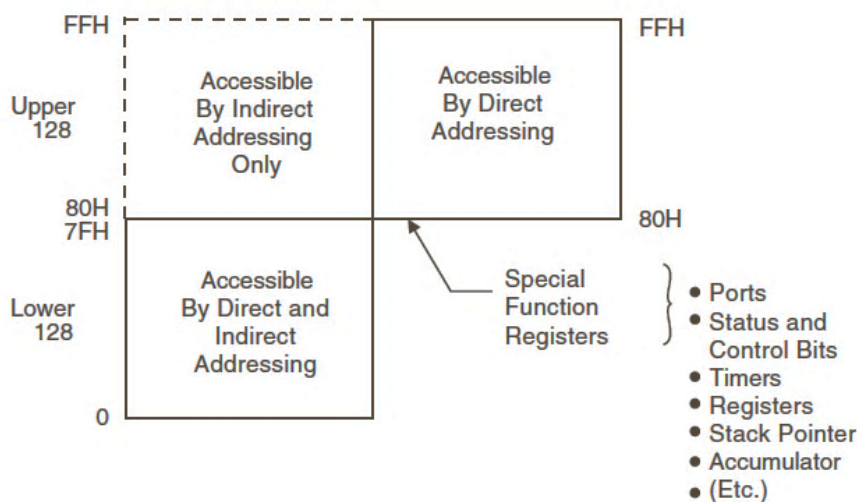 FFH
Upper
128
80H
7FH
Lower
128
0
Accessible
By Indirect
Addressing
Only
Accessible
By Direct
Addressing
FFH
80H
Accessible
By Direct and
Indirect
Addressing
Special
Function
Registers
• Ports
• Status and
Control Bits
• Timers
• Registers
• Stack Pointer
• Accumulator
• (Etc.)